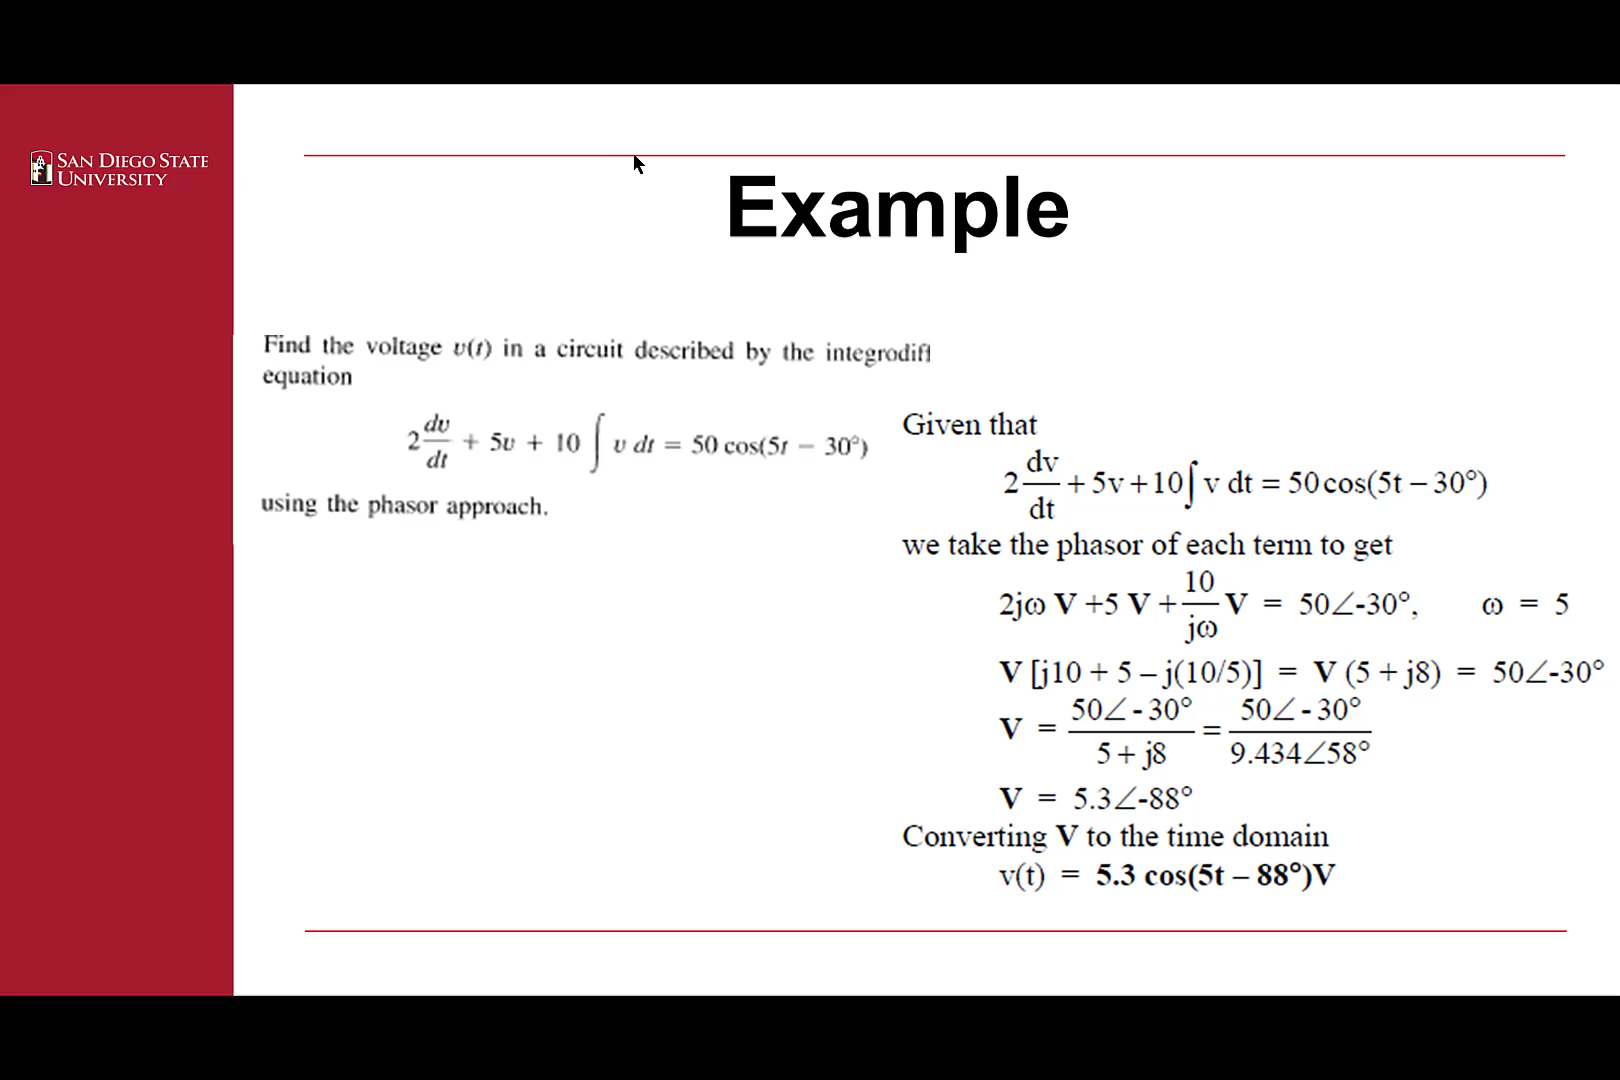 SAN DIEGO STATE
UNIVERSITY
Example
Find the voltage v(t) in a circuit described by the integrodiff
equation
2 dv/dt + 5v + 10 ∫ v dt = 50 cos(5t − 30°)
using the phasor approach.
Given that
2 dv/dt + 5v + 10 ∫ v dt = 50 cos(5t − 30°)
we take the phasor of each term to get
2jω V + 5 V + 10/jω V = 50∠-30°, ω = 5
V [j10 + 5 – j(10/5)] = V (5 + j8) = 50∠-30°
V = 50∠-30° / 5 + j8 = 50∠-30° / 9.434∠58°
V = 5.3∠-88°
Converting V to the time domain
v(t) = 5.3 cos(5t – 88°)V